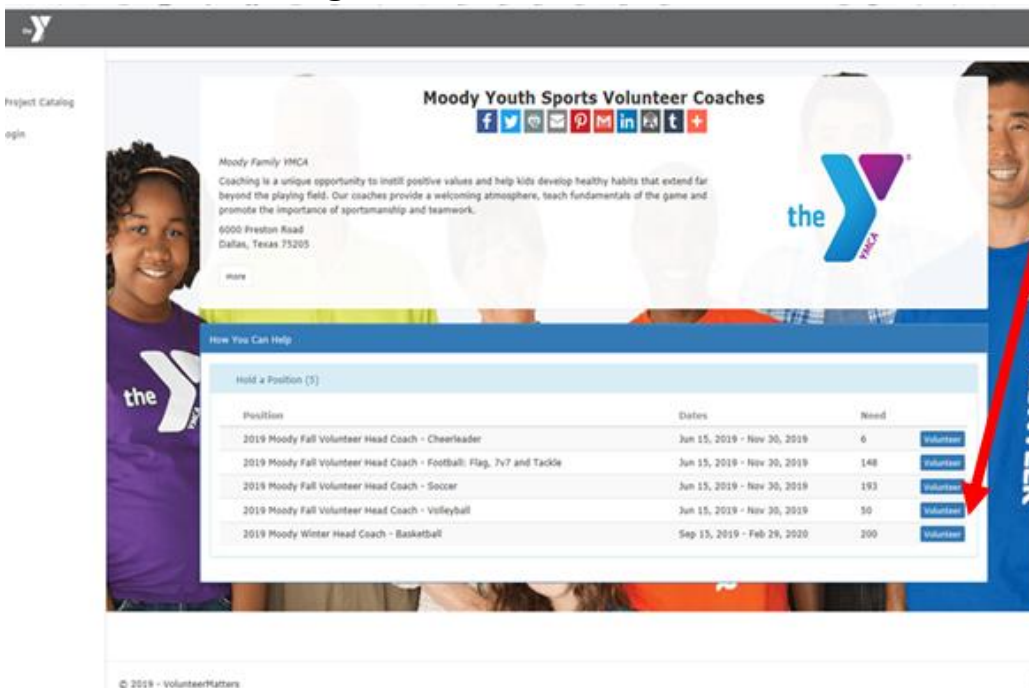 the Y
Project Catalog
ogin
Moody Youth Sports Volunteer Coaches
Moody Family YMCA
Coaching is a unique opportunity to instill positive values and help kids develop healthy habits that extend far
beyond the playing field. Our coaches provide a welcoming atmosphere, teach fundamentals of the game and
promote the importance of sportsmanship and teamwork.
6000 Preston Road
Dallas, Texas 75205
more
the Y
YMCA
How You Can Help
Hold a Position (5)
Position Dates Need
2019 Moody Fall Volunteer Head Coach - Cheerleader Jun 15, 2019 - Nov 30, 2019 6 Volunteer
2019 Moody Fall Volunteer Head Coach - Football: Flag, 7v7 and Tackle Jun 15, 2019 - Nov 30, 2019 148 Volunteer
2019 Moody Fall Volunteer Head Coach - Soccer Jun 15, 2019 - Nov 30, 2019 193 Volunteer
2019 Moody Fall Volunteer Head Coach - Volleyball Jun 15, 2019 - Nov 30, 2019 50 Volunteer
2019 Moody Winter Head Coach - Basketball Sep 15, 2019 - Feb 29, 2020 200 Volunteer
the Y
© 2019 - VolunteerMatters